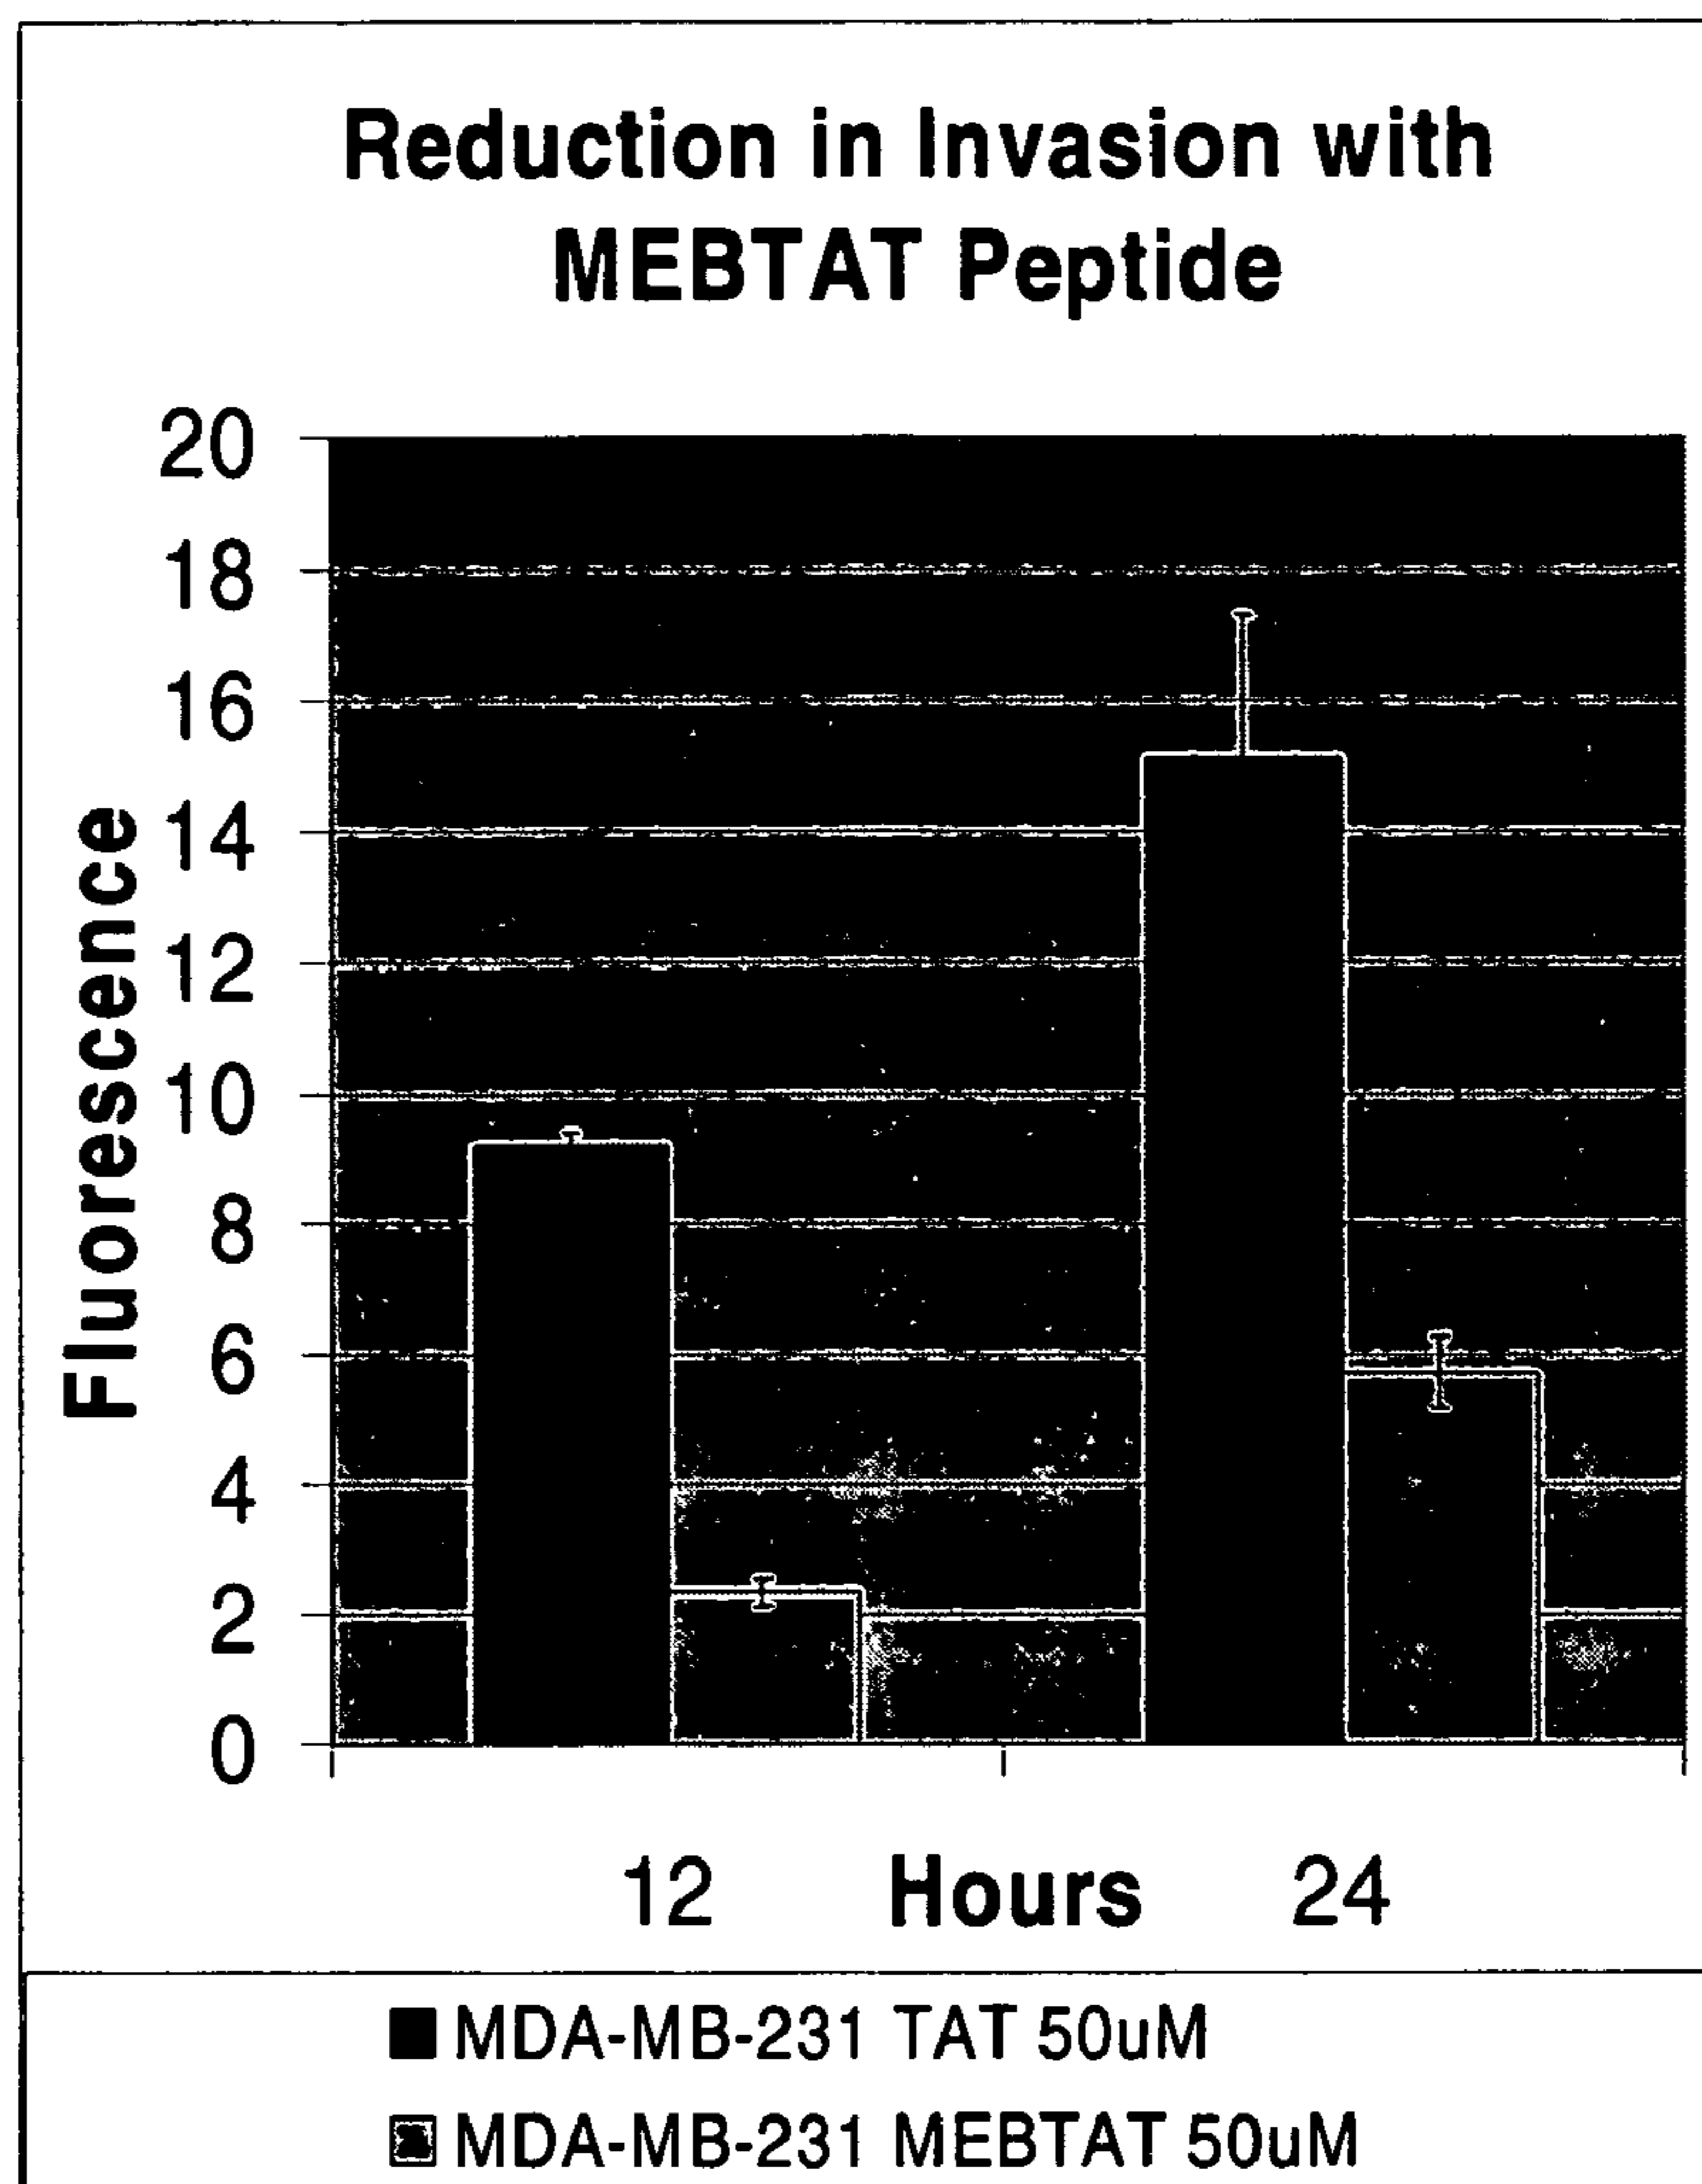 Reduction in Invasion with
MEBTAT Peptide
20
18
16
14
12
10
8
6
4
2
0
Fluorescence
12 Hours 24
MDA-MB-231 TAT 50uM
MDA-MB-231 MEBTAT 50uM